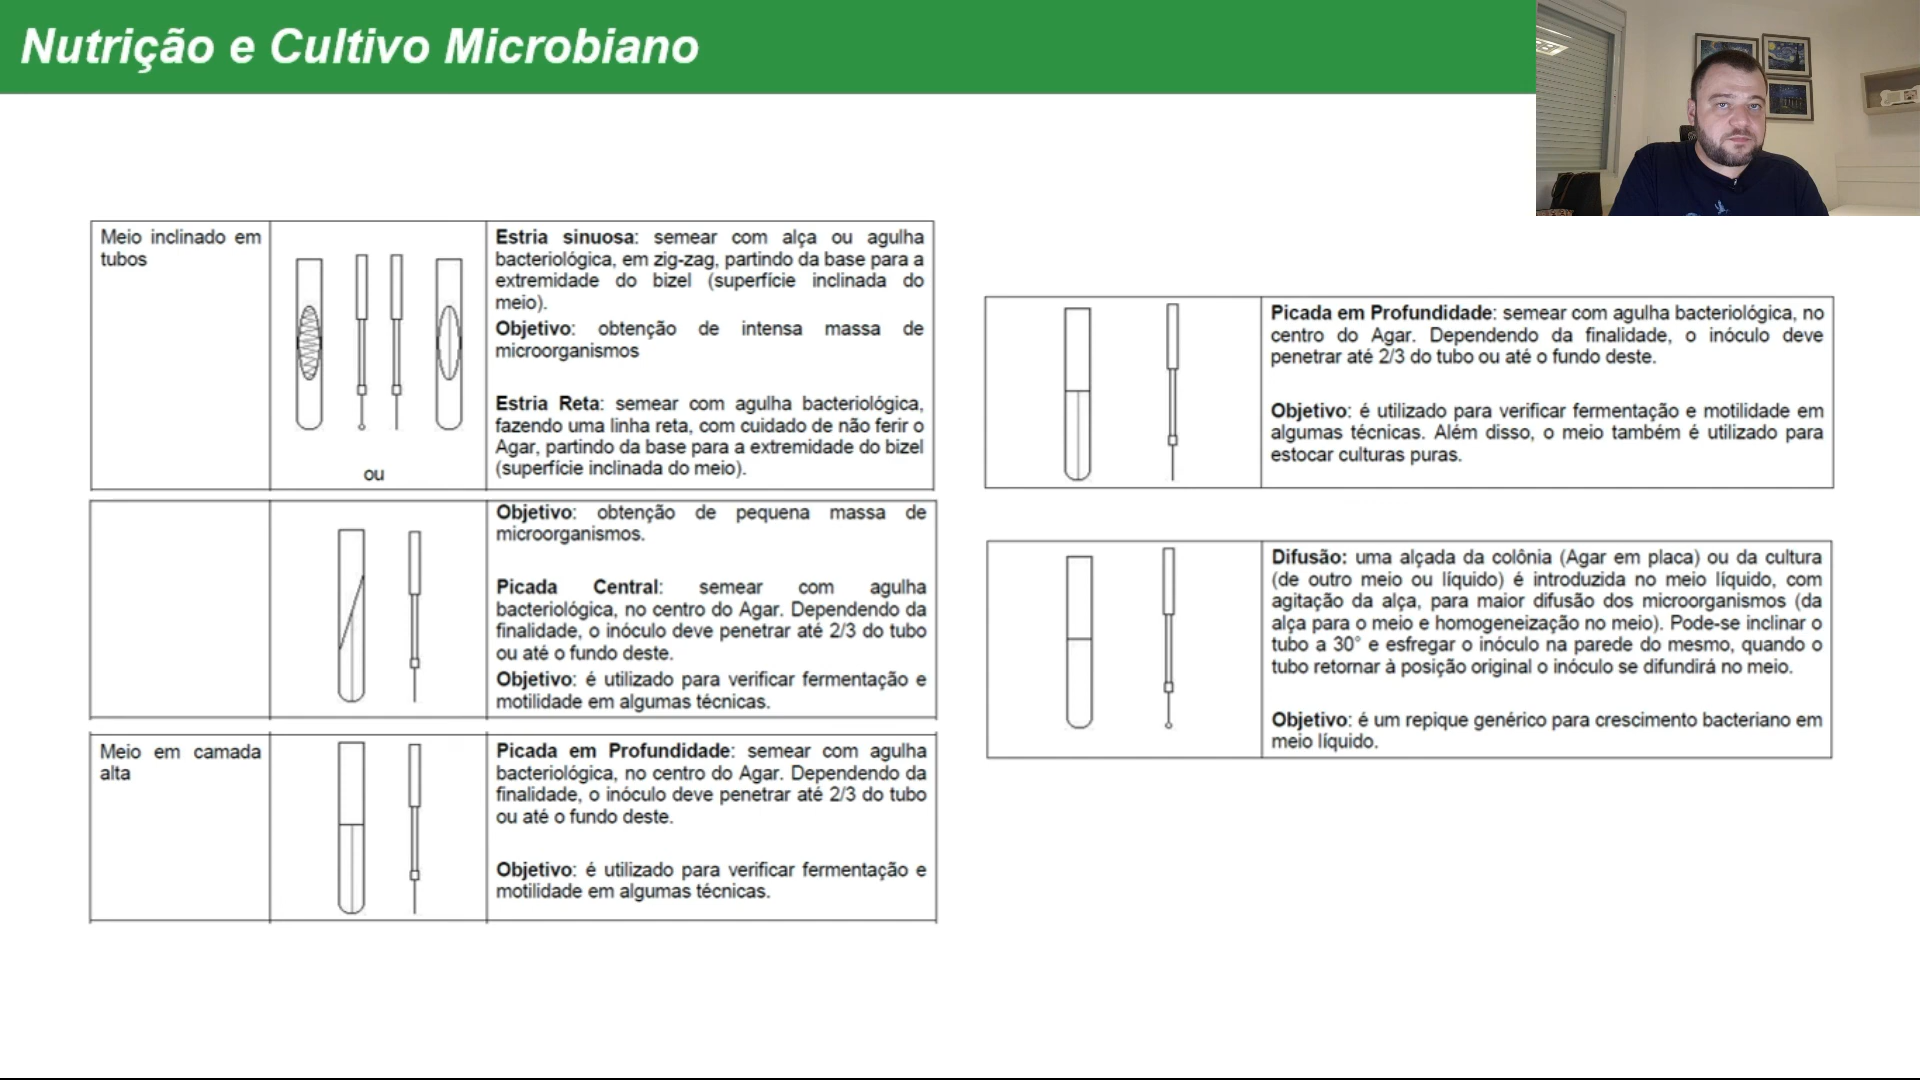 Nutrição e Cultivo Microbiano
Meio inclinado em
tubos
ou
Estria sinuosa: semear com alça ou agulha
bacteriológica, em zig-zag, partindo da base para a
extremidade do bizel (superfície inclinada do
meio).
Objetivo: obtenção de intensa massa de
microorganismos
Estria Reta: semear com agulha bacteriológica,
fazendo uma linha reta, com cuidado de não ferir o
Agar, partindo da base para a extremidade do bizel
(superfície inclinada do meio).
Objetivo: obtenção de pequena massa de
microorganismos.
Picada Central: semear com agulha
bacteriológica, no centro do Agar. Dependendo da
finalidade, o inóculo deve penetrar até 2/3 do tubo
ou até o fundo deste.
Objetivo: é utilizado para verificar fermentação e
motilidade em algumas técnicas.
Meio em camada
alta
Picada em Profundidade: semear com agulha
bacteriológica, no centro do Agar. Dependendo da
finalidade, o inóculo deve penetrar até 2/3 do tubo
ou até o fundo deste.
Objetivo: é utilizado para verificar fermentação e
motilidade em algumas técnicas.
Picada em Profundidade: semear com agulha bacteriológica, no
centro do Agar. Dependendo da finalidade, o inóculo deve
penetrar até 2/3 do tubo ou até o fundo deste.
Objetivo: é utilizado para verificar fermentação e motilidade em
algumas técnicas. Além disso, o meio também é utilizado para
estocar culturas puras.
Difusão: uma alçada da colônia (Agar em placa) ou da cultura
(de outro meio ou líquido) é introduzida no meio líquido, com
agitação da alça, para maior difusão dos microorganismos (da
alça para o meio e homogeneização no meio). Pode-se inclinar o
tubo a 30° e esfregar o inóculo na parede do mesmo, quando o
tubo retornar à posição original o inóculo se difundirá no meio.
Objetivo: é um repique genérico para crescimento bacteriano em
meio líquido.